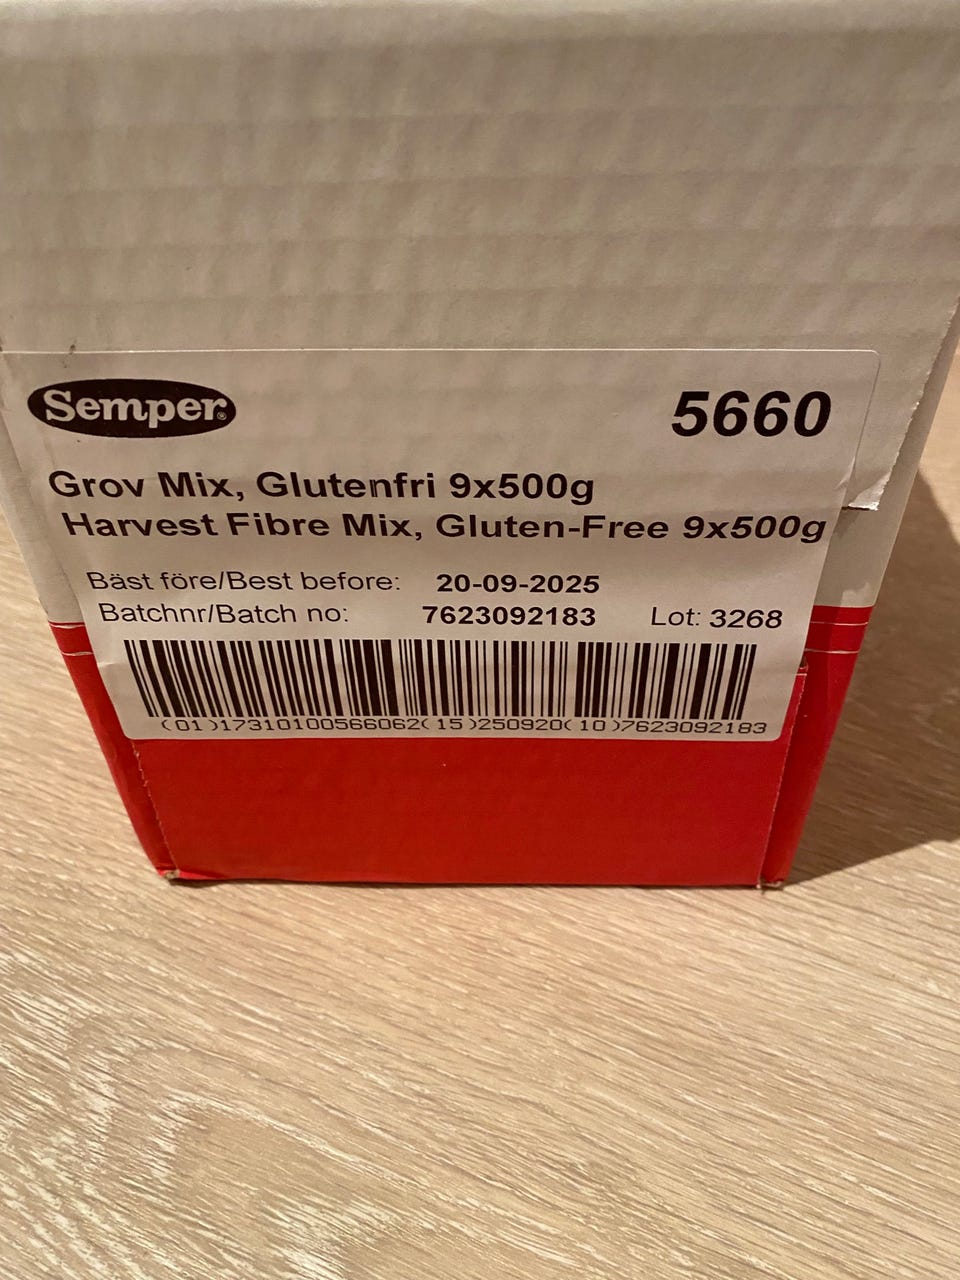 Semper®
5660
Grov Mix, Glutenfri 9x500g
Harvest Fibre Mix, Gluten-Free 9x500g
Bäst före/Best before: 20-09-2025
Batchnr/Batch no: 7623092183 Lot: 3268
(01)17310100566062(15)250920(10)7623092183